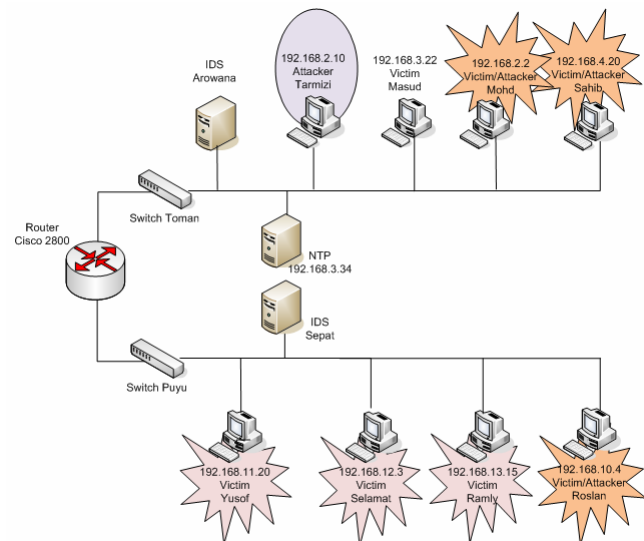 IDS
Arowana
192.168.2.10
Attacker
Tarmizi
192.168.3.22
Victim
Masud
192.168.2.2
Victim/Attacker
Mohd
192.168.4.20
Victim/Attacker
Sahib
Switch Toman
Router
Cisco 2800
NTP
192.168.3.34
IDS
Sepat
Switch Puyu
192.168.11.20
Victim
Yusof
192.168.12.3
Victim
Selamat
192.168.13.15
Victim
Ramly
192.168.10.4
Victim/Attacker
Roslan